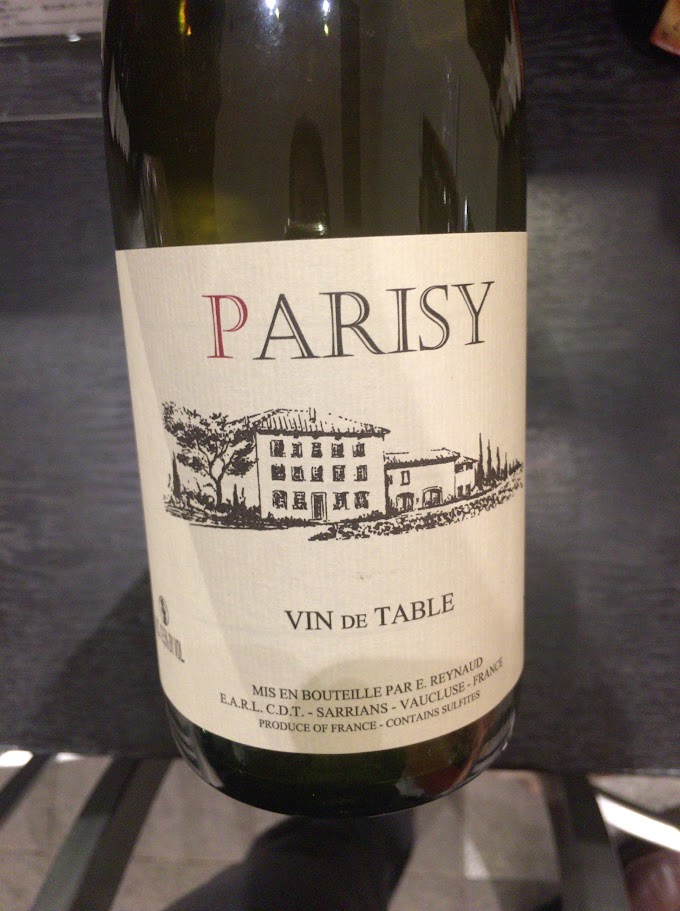 PARISY
VIN DE TABLE
MIS EN BOUTEILLE PAR E. REYNAUD
E.A.R.L. C.D.T. - SARRIANS - VAUCLUSE - FRANCE
PRODUCE OF FRANCE - CONTAINS SULFITES